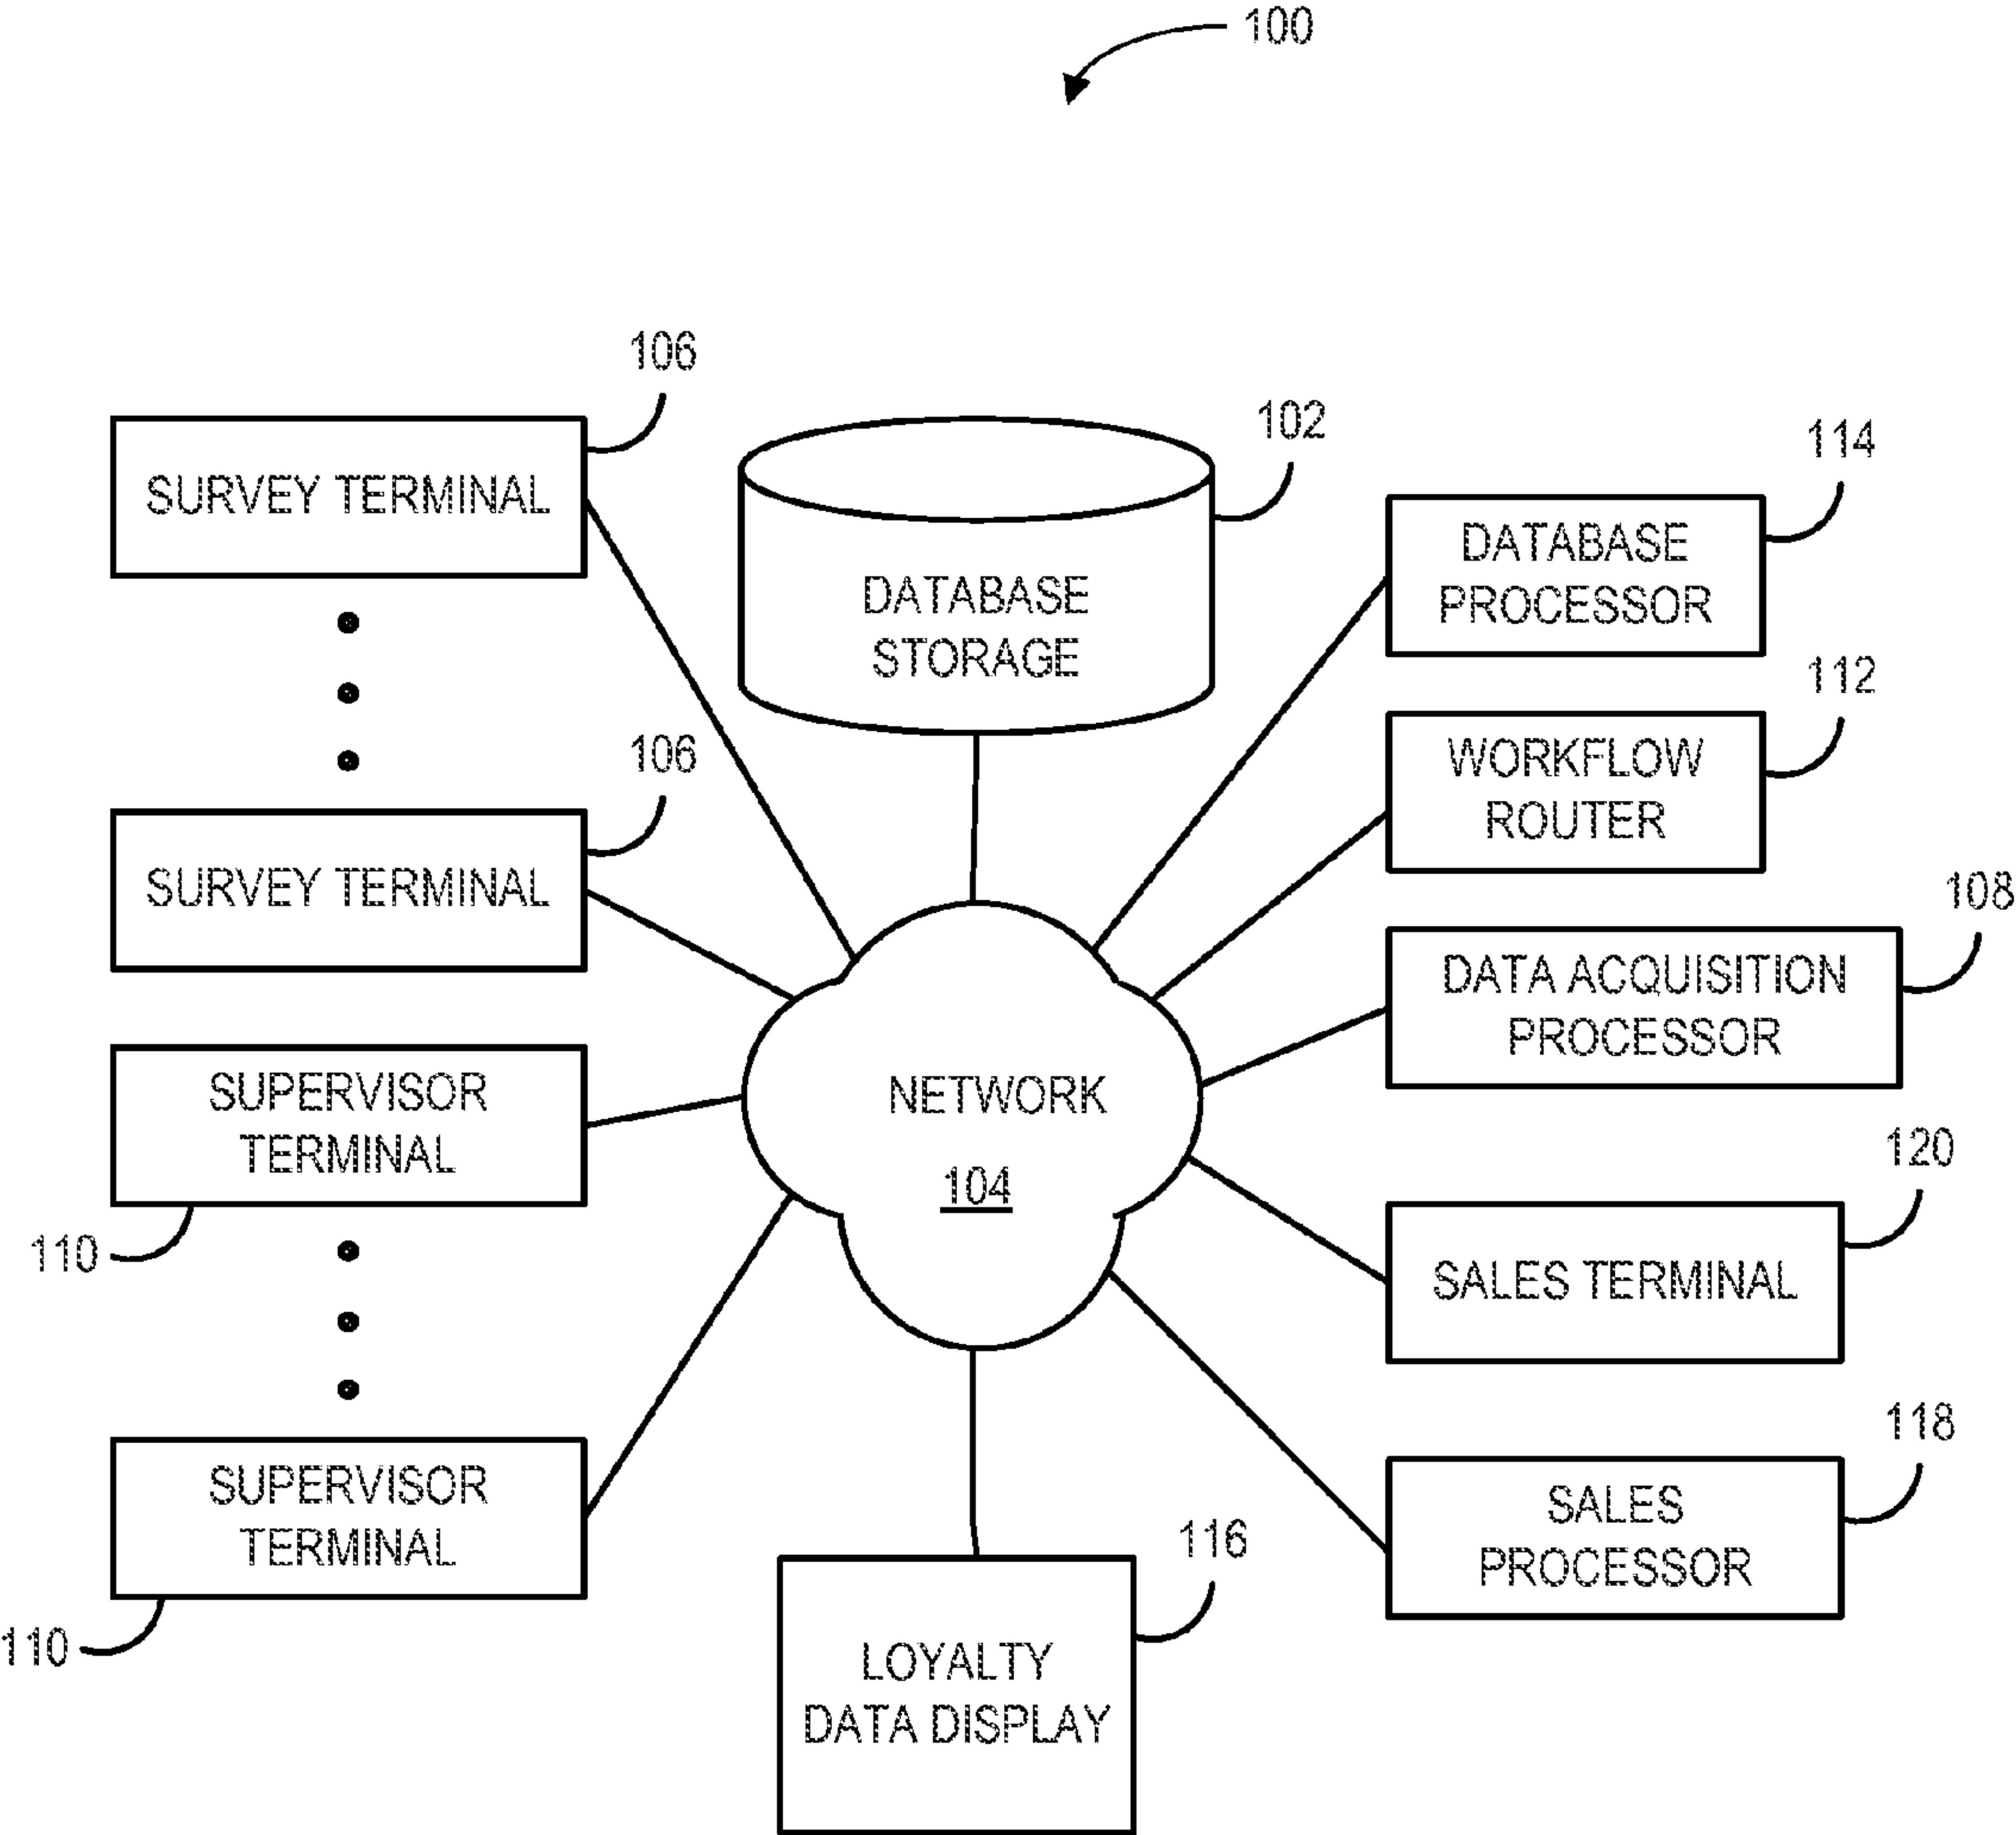 100
106
SURVEY TERMINAL
102
DATABASE
STORAGE
114
DATABASE
PROCESSOR
106
SURVEY TERMINAL
112
WORKFLOW
ROUTER
108
DATA ACQUISITION
PROCESSOR
SUPERVISOR
TERMINAL
110
NETWORK
104
120
SALES TERMINAL
SUPERVISOR
TERMINAL
110
116
LOYALTY
DATA DISPLAY
118
SALES
PROCESSOR